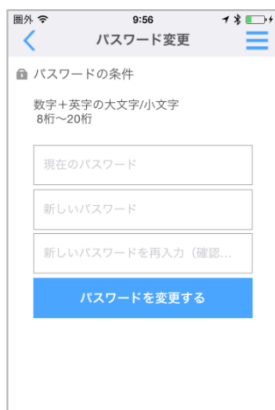 圏外 9:56
パスワード変更
パスワードの条件
数字＋英字の大文字/小文字
8桁～20桁
現在のパスワード
新しいパスワード
新しいパスワードを再入力（確認...
パスワードを変更する